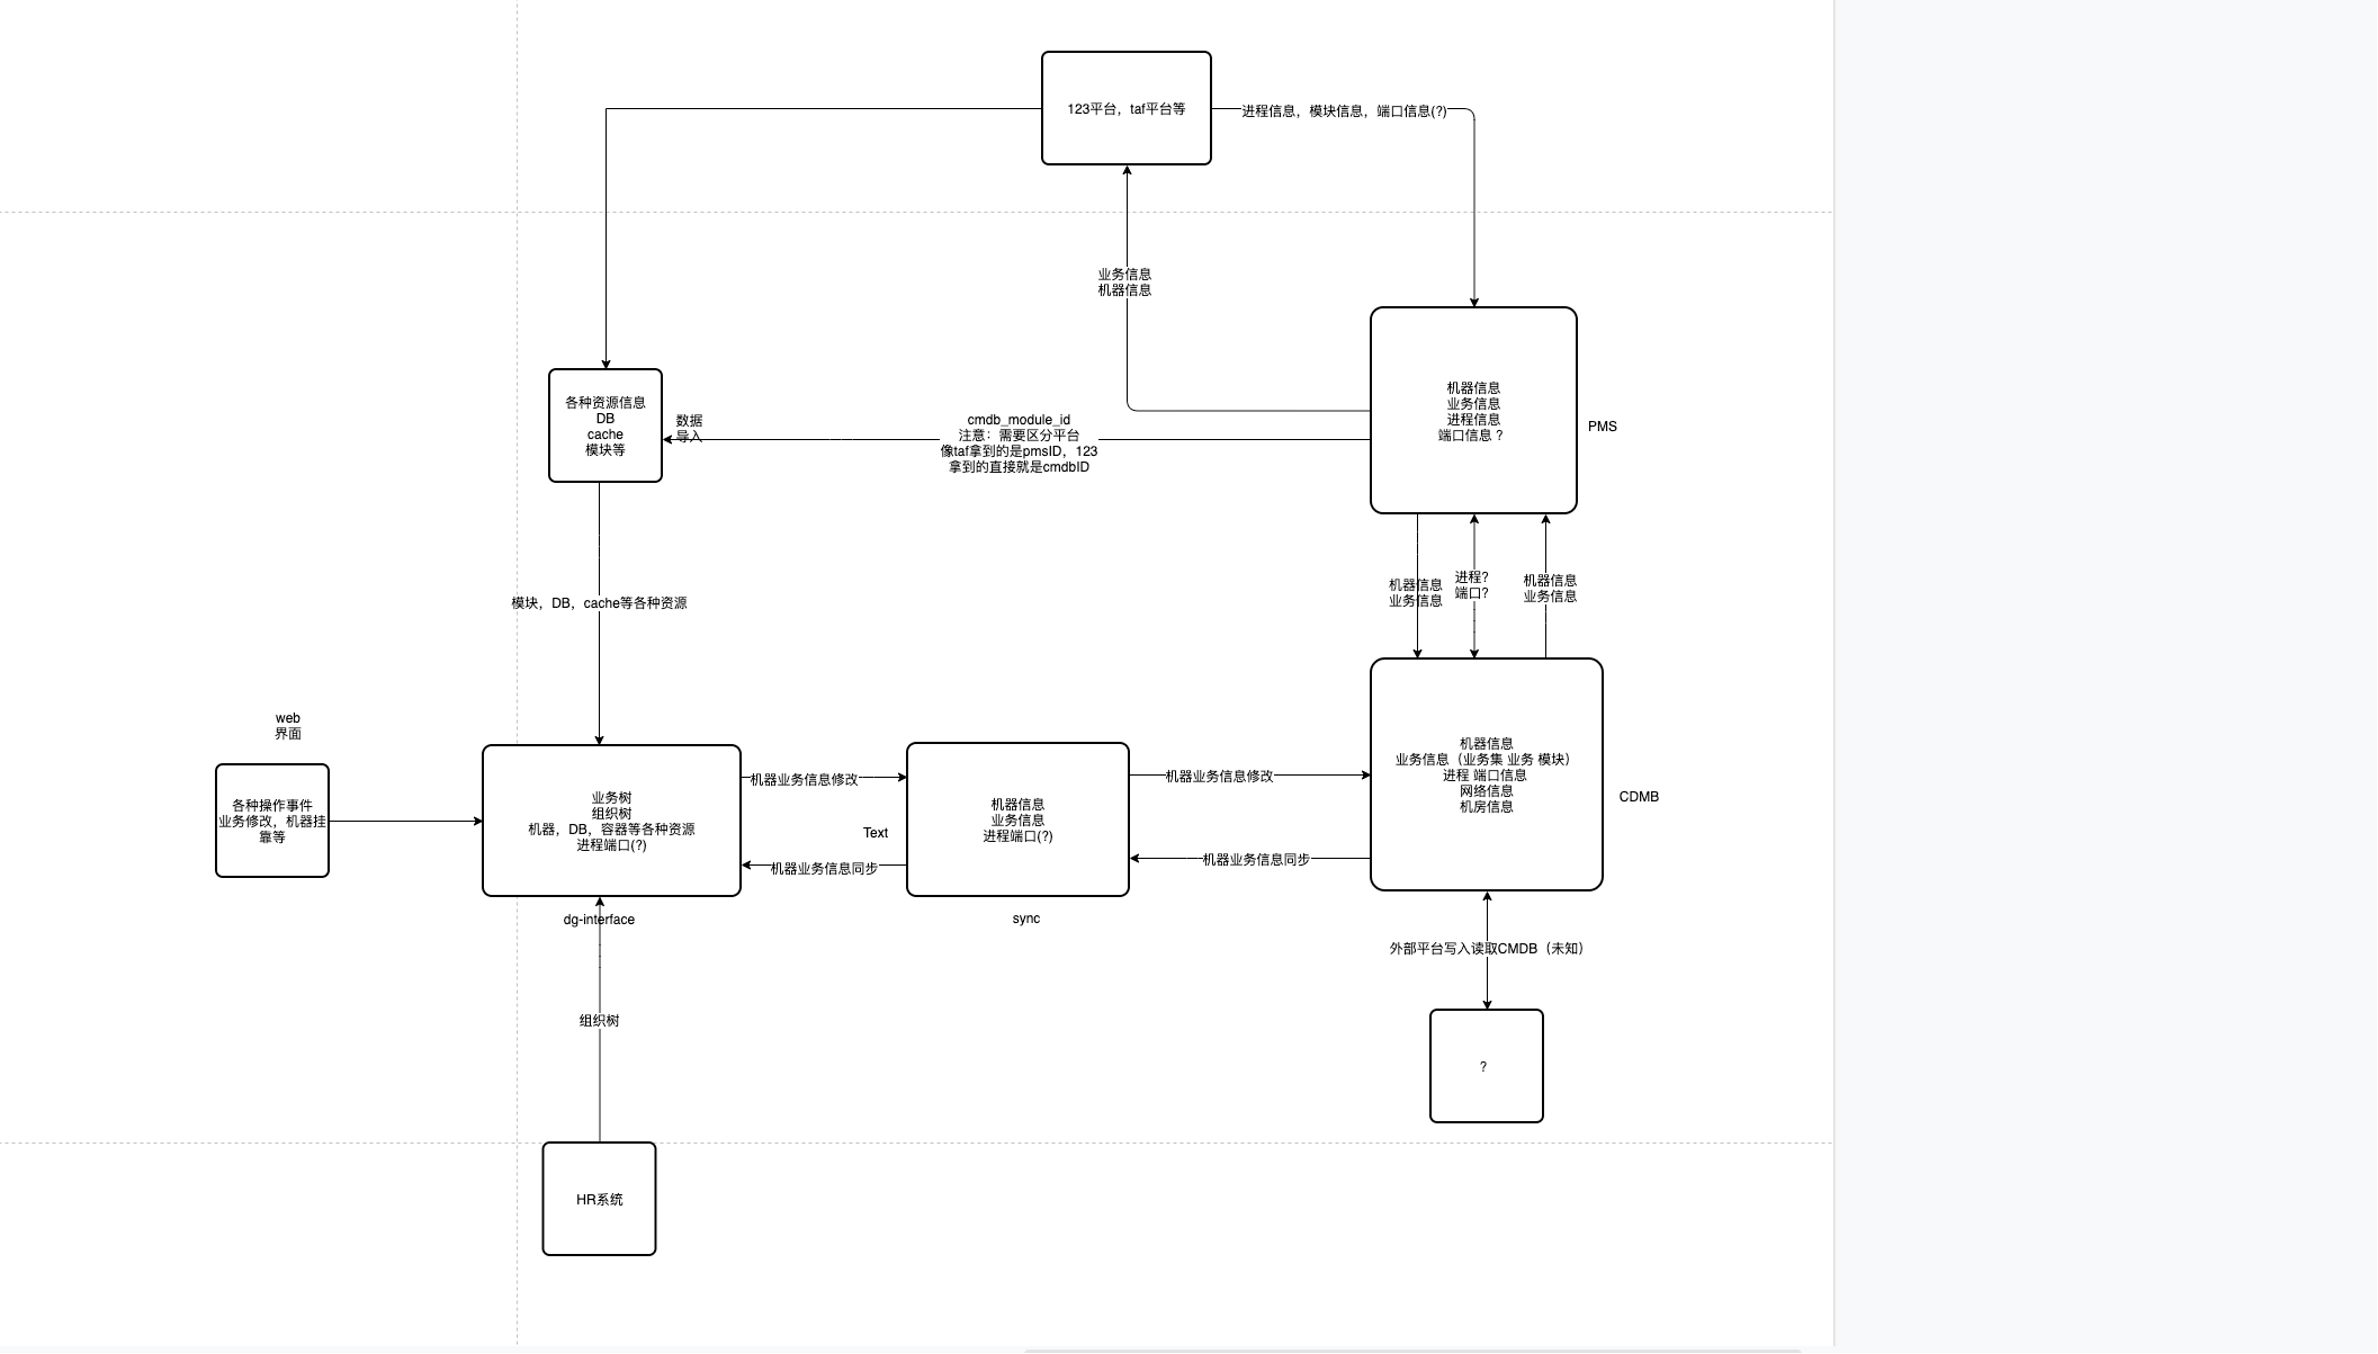 123平台，taf平台等
进程信息，模块信息，端口信息(?)
业务信息
机器信息
机器信息
业务信息
进程信息
端口信息 ?
PMS
各种资源信息
DB
cache
模块等
数据
导入
cmdb_module_id
注意：需要区分平台
像taf拿到的是pmsID，123
拿到的直接就是cmdbID
机器信息
业务信息
进程?
端口?
机器信息
业务信息
模块，DB，cache等各种资源
web
界面
各种操作事件
业务修改，机器挂
靠等
业务树
组织树
机器，DB，容器等各种资源
进程端口(?)
dg-interface
机器业务信息修改
Text
机器业务信息同步
机器信息
业务信息
进程端口(?)
sync
机器业务信息修改
机器业务信息同步
机器信息
业务信息（业务集 业务 模块）
进程 端口信息
网络信息
机房信息
CDMB
外部平台写入读取CMDB（未知）
?
组织树
HR系统